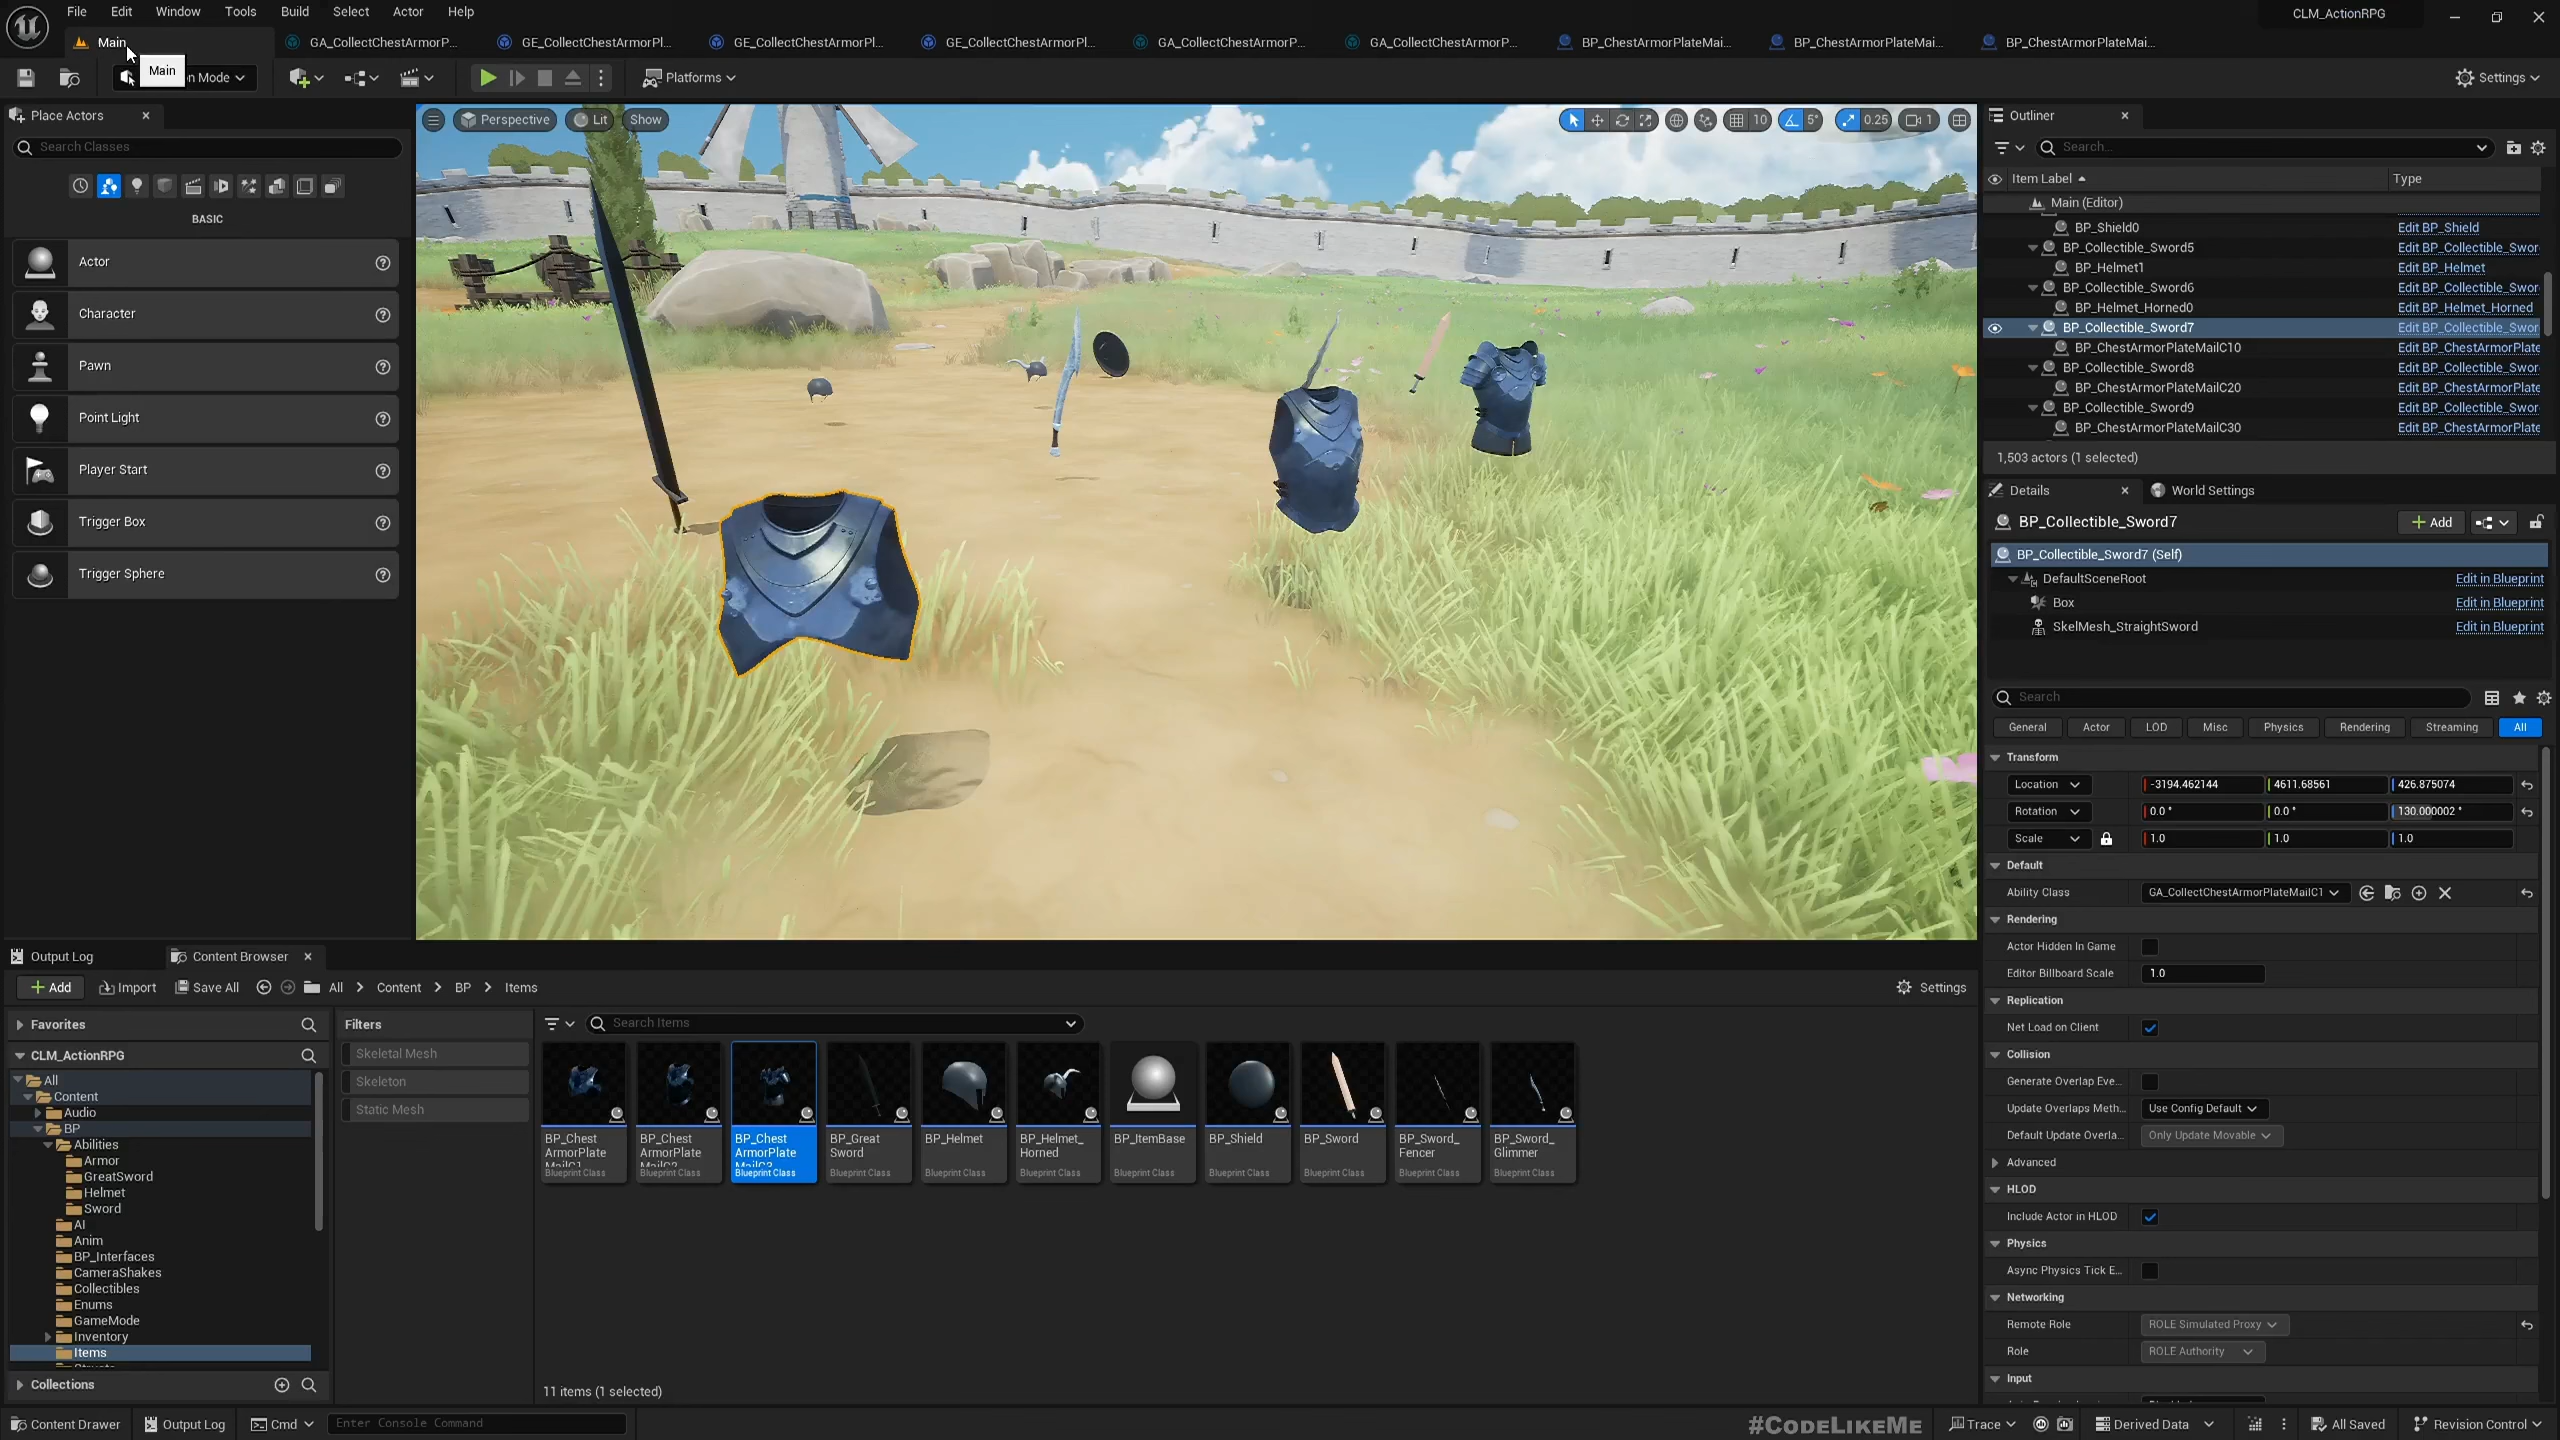 File Edit Window Tools Build Select Actor Help
CLM_ActionRPG
Main
GA_CollectChestArmorP...
GE_CollectChestArmorPl...
GE_CollectChestArmorPl...
GE_CollectChestArmorPl...
GA_CollectChestArmorP...
GA_CollectChestArmorP...
BP_ChestArmorPlateMai...
BP_ChestArmorPlateMai...
BP_ChestArmorPlateMai...
Main
n Mode
Platforms
Settings
Place Actors
Search Classes
BASIC
Actor
Character
Pawn
Point Light
Player Start
Trigger Box
Trigger Sphere
Perspective
Lit
Show
10
5°
0.25
1
Outliner
Search...
Item Label
Type
Main (Editor)
BP_Shield0 Edit BP_Shield
BP_Collectible_Sword5 Edit BP_Collectible_Swor
BP_Helmet1 Edit BP_Helmet
BP_Collectible_Sword6 Edit BP_Collectible_Swor
BP_Helmet_Horned0 Edit BP_Helmet_Horned
BP_Collectible_Sword7 Edit BP_Collectible_Swor
BP_ChestArmorPlateMailC10 Edit BP_ChestArmorPlate
BP_Collectible_Sword8 Edit BP_Collectible_Swor
BP_ChestArmorPlateMailC20 Edit BP_ChestArmorPlate
BP_Collectible_Sword9 Edit BP_Collectible_Swor
BP_ChestArmorPlateMailC30 Edit BP_ChestArmorPlate
1,503 actors (1 selected)
Details
World Settings
BP_Collectible_Sword7
Add
BP_Collectible_Sword7 (Self)
DefaultSceneRoot Edit in Blueprint
Box Edit in Blueprint
SkelMesh_StraightSword Edit in Blueprint
Search
General Actor LOD Misc Physics Rendering Streaming All
Transform
Location -3194.462144 4611.68561 426.875074
Rotation 0.0 ° 0.0 ° 130.000002 °
Scale 1.0 1.0 1.0
Default
Ability Class GA_CollectChestArmorPlateMailC1
Rendering
Actor Hidden In Game
Editor Billboard Scale 1.0
Replication
Net Load on Client
Collision
Generate Overlap Eve...
Update Overlaps Meth... Use Config Default
Default Update Overla... Only Update Movable
Advanced
HLOD
Include Actor in HLOD
Physics
Async Physics Tick E...
Networking
Remote Role ROLE Simulated Proxy
Role ROLE Authority
Input
Output Log
Content Browser
Add
Import
Save All
All
Content
BP
Items
Settings
Favorites
CLM_ActionRPG
All
Content
Audio
BP
Abilities
Armor
GreatSword
Helmet
Sword
AI
Anim
BP_Interfaces
CameraShakes
Collectibles
Enums
GameMode
Inventory
Items
Collections
Filters
Skeletal Mesh
Skeleton
Static Mesh
Search Items
BP_Chest
ArmorPlate
MailC1
Blueprint Class
BP_Chest
ArmorPlate
MailC2
Blueprint Class
BP_Chest
ArmorPlate
MailC3
Blueprint Class
BP_Great
Sword
Blueprint Class
BP_Helmet
Blueprint Class
BP_Helmet_
Horned
Blueprint Class
BP_ItemBase
Blueprint Class
BP_Shield
Blueprint Class
BP_Sword
Blueprint Class
BP_Sword_
Fencer
Blueprint Class
BP_Sword_
Glimmer
Blueprint Class
11 items (1 selected)
Content Drawer
Output Log
Cmd
Enter Console Command
#CODELIKEME
Trace
Derived Data
All Saved
Revision Control